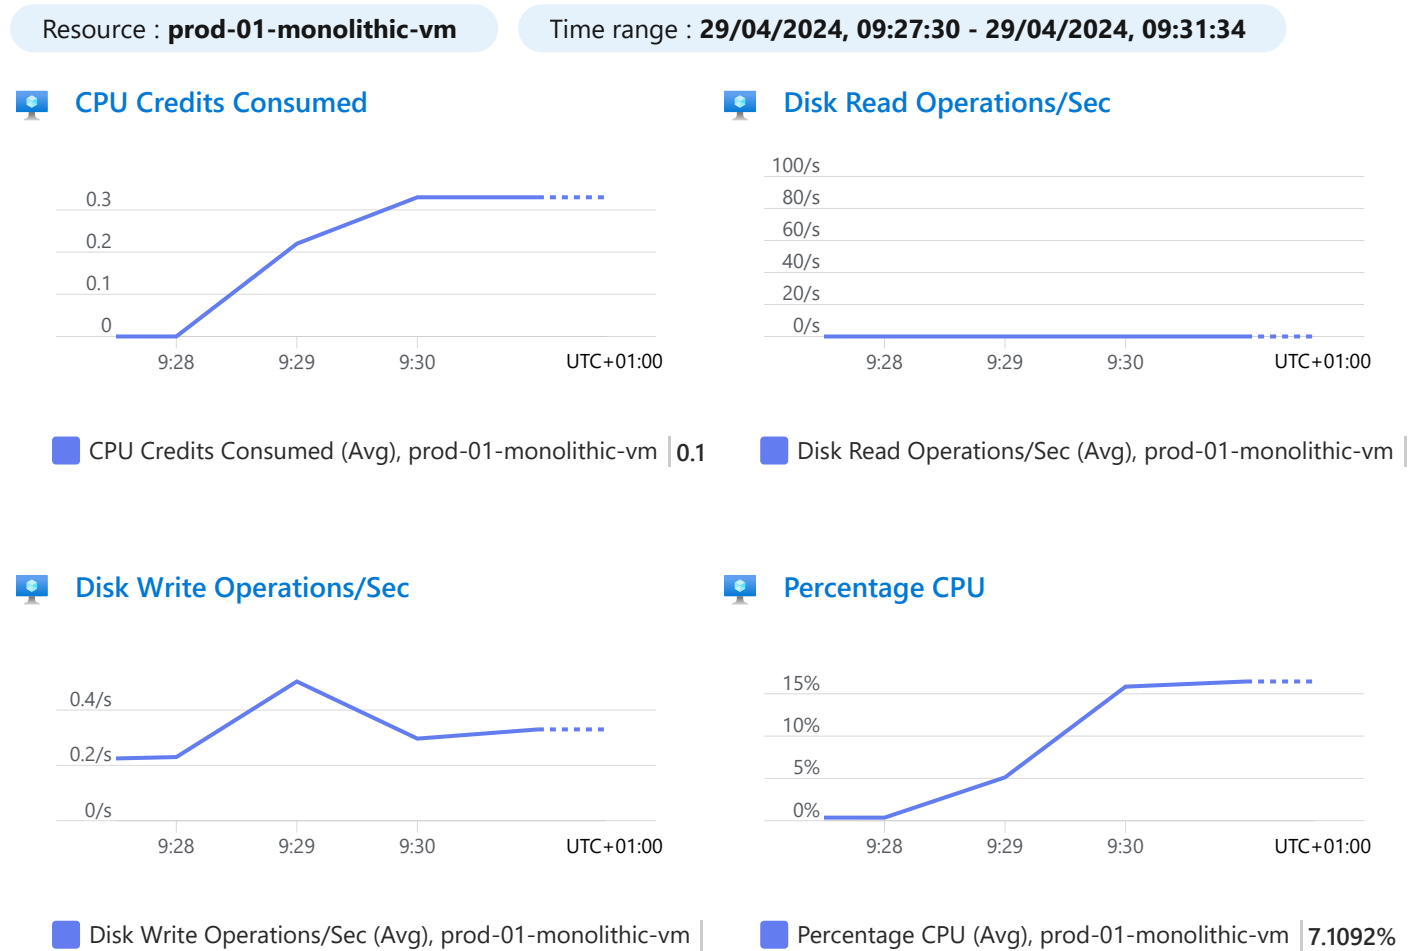 Resource : prod-01-monolithic-vm
Time range : 29/04/2024, 09:27:30 - 29/04/2024, 09:31:34
CPU Credits Consumed
0.3
0.2
0.1
0
9:28 9:29 9:30 UTC+01:00
CPU Credits Consumed (Avg), prod-01-monolithic-vm 0.1
Disk Read Operations/Sec
100/s
80/s
60/s
40/s
20/s
0/s
9:28 9:29 9:30 UTC+01:00
Disk Read Operations/Sec (Avg), prod-01-monolithic-vm
Disk Write Operations/Sec
0.4/s
0.2/s
0/s
9:28 9:29 9:30 UTC+01:00
Disk Write Operations/Sec (Avg), prod-01-monolithic-vm
Percentage CPU
15%
10%
5%
0%
9:28 9:29 9:30 UTC+01:00
Percentage CPU (Avg), prod-01-monolithic-vm 7.1092%